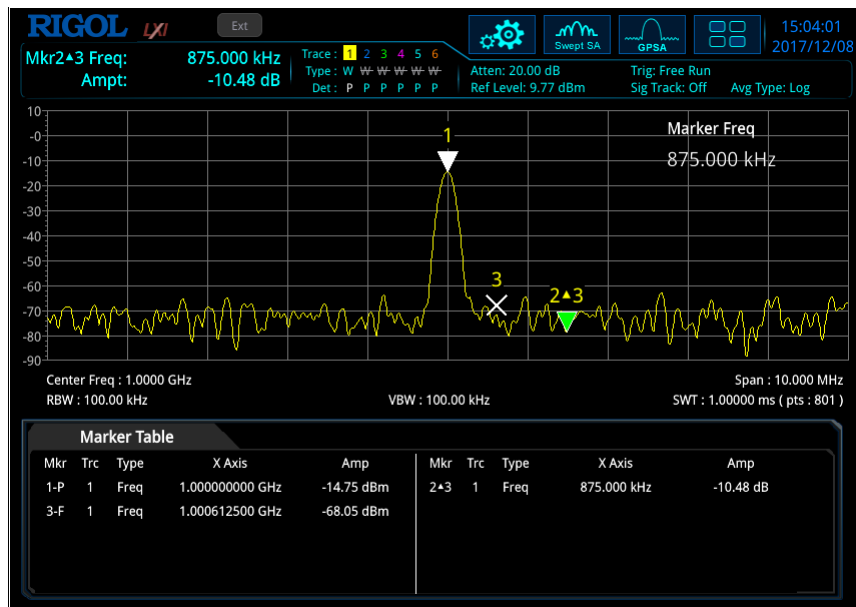 RIGOL LXI Ext 15:04:01
Swept SA GPSA 2017/12/08
Mkr2▲3 Freq: 875.000 kHz
Ampt: -10.48 dB
Trace: 1 2 3 4 5 6
Type: W W W W W W
Det: P P P P P P
Atten: 20.00 dB
Ref Level: 9.77 dBm
Trig: Free Run
Sig Track: Off Avg Type: Log
10
-0
-10
-20
-30
-40
-50
-60
-70
-80
-90
1
3
2▲3
Marker Freq
875.000 kHz
Center Freq : 1.0000 GHz Span : 10.000 MHz
RBW : 100.00 kHz VBW : 100.00 kHz SWT : 1.00000 ms ( pts : 801 )
Marker Table
Mkr Trc Type X Axis Amp Mkr Trc Type X Axis Amp
1-P 1 Freq 1.000000000 GHz -14.75 dBm 2▲3 1 Freq 875.000 kHz -10.48 dB
3-F 1 Freq 1.000612500 GHz -68.05 dBm